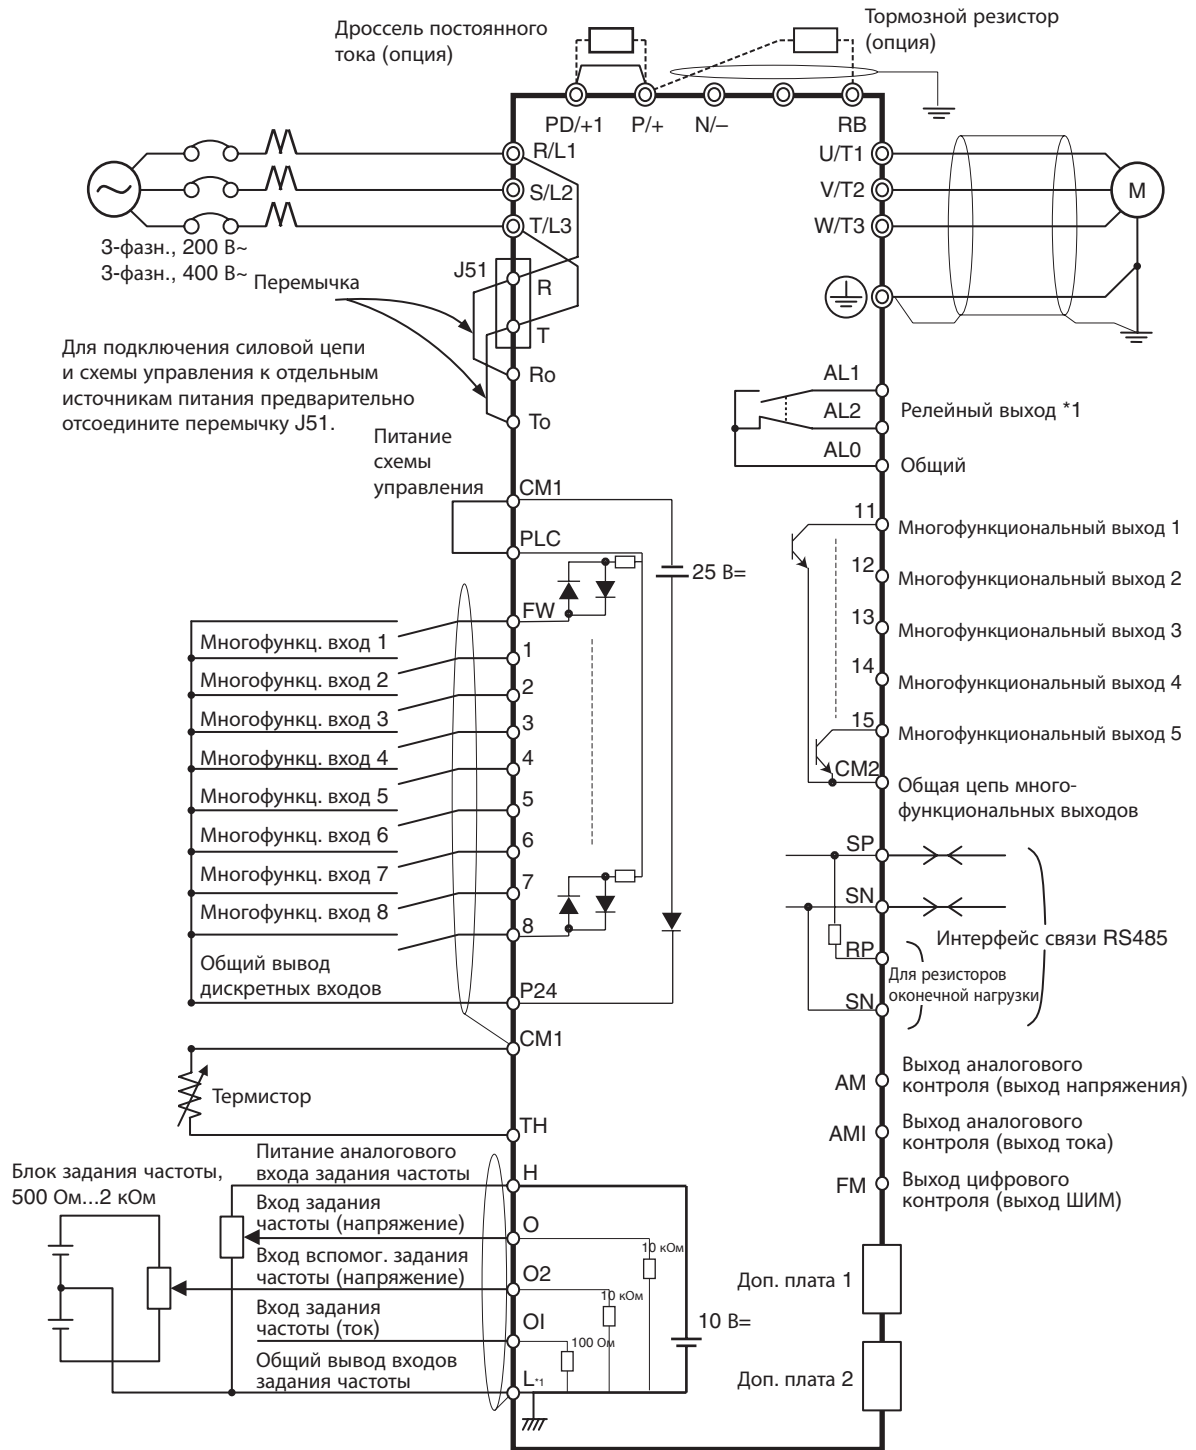 Дроссель постоянного
тока (опция)
Тормозной резистор
(опция)
PD/+1
P/+
N/–
RB
R/L1
S/L2
T/L3
U/T1
V/T2
W/T3
M
3-фазн., 200 В~
3-фазн., 400 В~
Перемычка
J51
R
T
Ro
To
Для подключения силовой цепи
и схемы управления к отдельным
источникам питания предварительно
отсоедините перемычку J51.
Питание
схемы
управления
AL1
AL2
AL0
Релейный выход *1
Общий
CM1
PLC
25 В=
FW
1
2
3
4
5
6
7
8
Многофункц. вход 1
Многофункц. вход 2
Многофункц. вход 3
Многофункц. вход 4
Многофункц. вход 5
Многофункц. вход 6
Многофункц. вход 7
Многофункц. вход 8
Общий вывод
дискретных входов
P24
CM1
11
Многофункциональный выход 1
12
Многофункциональный выход 2
13
Многофункциональный выход 3
14
Многофункциональный выход 4
15
Многофункциональный выход 5
CM2
Общая цепь много-
функциональных выходов
SP
SN
RP
SN
Интерфейс связи RS485
Для резисторов
оконечной нагрузки
Термистор
TH
AM
Выход аналогового
контроля (выход напряжения)
AMI
Выход аналогового
контроля (выход тока)
FM
Выход цифрового
контроля (выход ШИМ)
Блок задания частоты,
500 Ом...2 кОм
Питание аналогового
входа задания частоты
H
Вход задания
частоты (напряжение)
O
10 кОм
Вход вспомог. задания
частоты (напряжение)
O2
10 кОм
Вход задания
частоты (ток)
OI
100 Ом
10 В=
Общий вывод входов
задания частоты
L*1
Доп. плата 1
Доп. плата 2